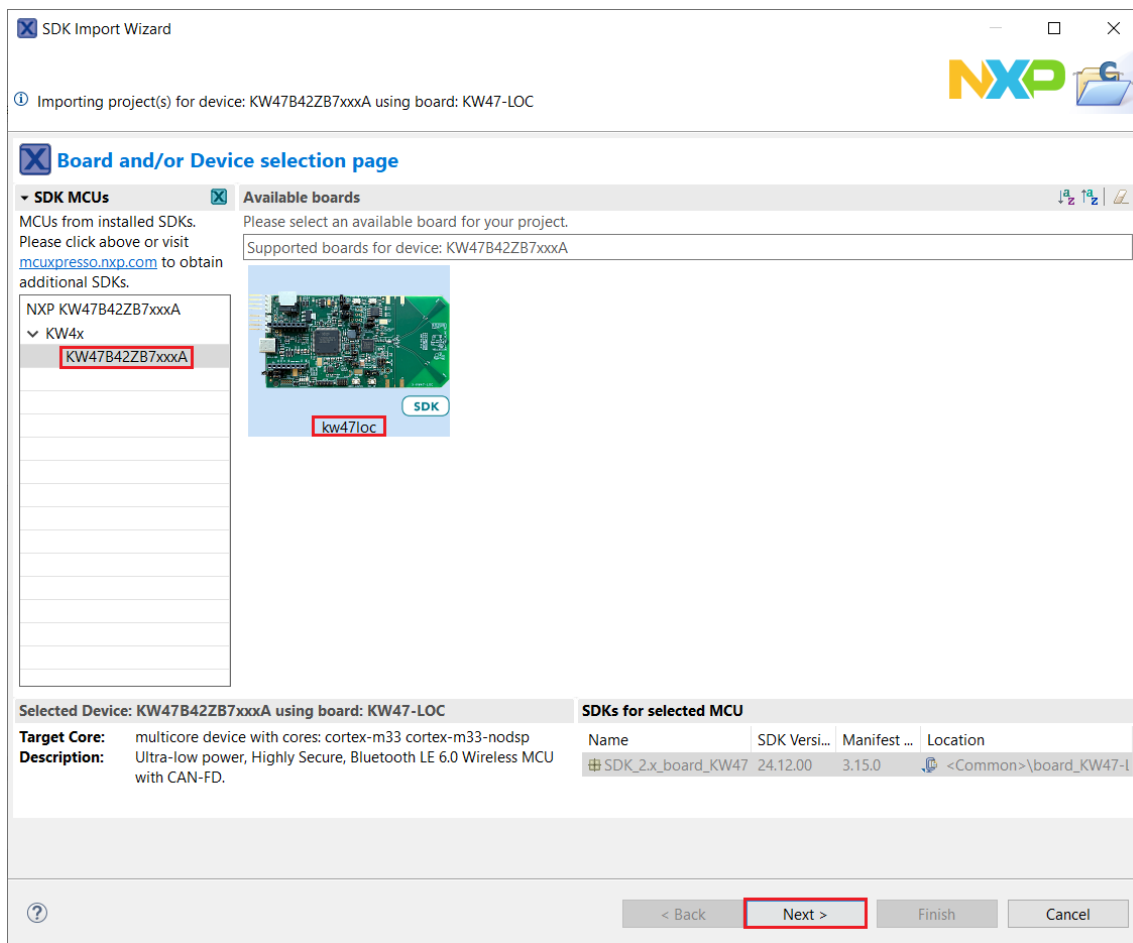 SDK Import Wizard
NXP
Importing project(s) for device: KW47B42ZB7xxxA using board: KW47-LOC
Board and/or Device selection page
SDK MCUs
MCUs from installed SDKs.
Please click above or visit
mcuxpresso.nxp.com to obtain
additional SDKs.
NXP KW47B42ZB7xxxA
KW4x
KW47B42ZB7xxxA
Available boards
Please select an available board for your project.
Supported boards for device: KW47B42ZB7xxxA
SDK
kw47loc
Selected Device: KW47B42ZB7xxxA using board: KW47-LOC
Target Core: multicore device with cores: cortex-m33 cortex-m33-nodsp
Description: Ultra-low power, Highly Secure, Bluetooth LE 6.0 Wireless MCU
with CAN-FD.
SDKs for selected MCU
Name SDK Versi... Manifest ... Location
SDK_2.x_board_KW47 24.12.00 3.15.0 <Common>\board_KW47-L
< Back Next > Finish Cancel